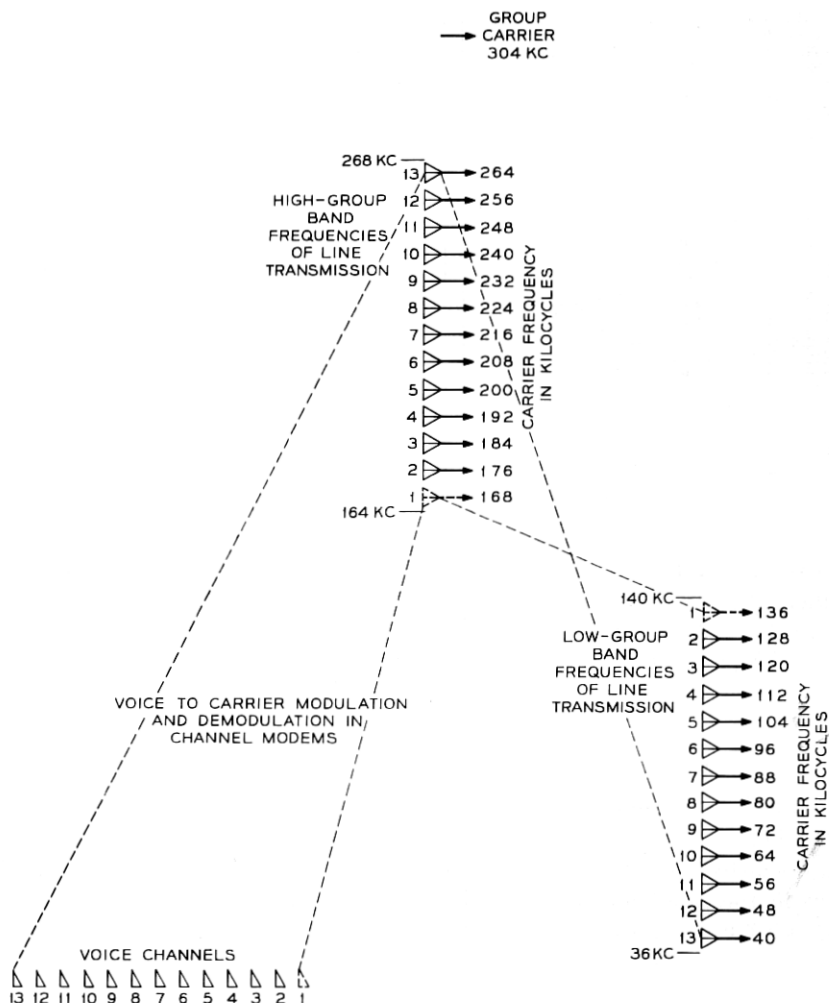 GROUP
CARRIER
304 KC
268 KC
13 264
12 256
11 248
10 240
9 232
8 224
7 216
6 208
5 200
4 192
3 184
2 176
1 168
164 KC
HIGH-GROUP
BAND
FREQUENCIES
OF LINE
TRANSMISSION
CARRIER FREQUENCY
IN KILOCYCLES
140 KC
1 136
2 128
3 120
4 112
5 104
6 96
7 88
8 80
9 72
10 64
11 56
12 48
13 40
36 KC
LOW-GROUP
BAND
FREQUENCIES
OF LINE
TRANSMISSION
CARRIER FREQUENCY
IN KILOCYCLES
VOICE TO CARRIER MODULATION
AND DEMODULATION IN
CHANNEL MODEMS
VOICE CHANNELS
13 12 11 10 9 8 7 6 5 4 3 2 1